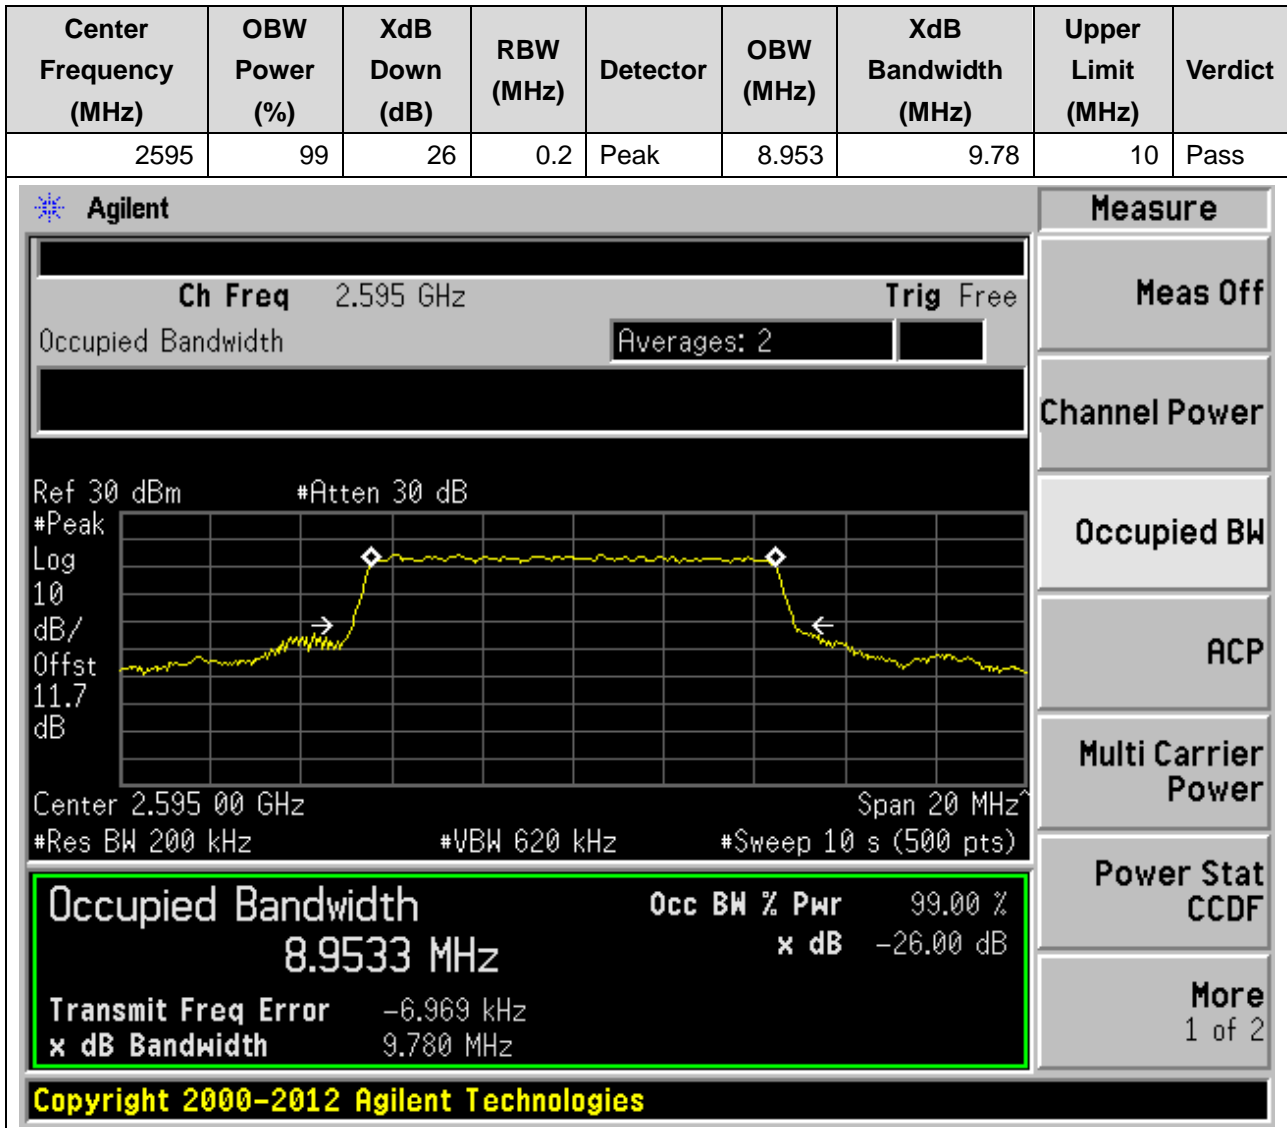 Center Frequency (MHz) OBW Power (%) XdB Down (dB) RBW (MHz) Detector OBW (MHz) XdB Bandwidth (MHz) Upper Limit (MHz) Verdict
2595 99 26 0.2 Peak 8.953 9.78 10 Pass
Agilent
Measure
Ch Freq 2.595 GHz Trig Free
Meas Off
Occupied Bandwidth Averages: 2
Channel Power
Ref 30 dBm #Atten 30 dB
#Peak
Log
10
dB/
Offst
11.7
dB
Occupied BW
ACP
Multi Carrier
Power
Center 2.595 00 GHz Span 20 MHz^
#Res BW 200 kHz #VBW 620 kHz #Sweep 10 s (500 pts)
Power Stat
CCDF
Occupied Bandwidth Occ BW % Pwr 99.00 %
8.9533 MHz x dB -26.00 dB
Transmit Freq Error -6.969 kHz
x dB Bandwidth 9.780 MHz
More
1 of 2
Copyright 2000-2012 Agilent Technologies